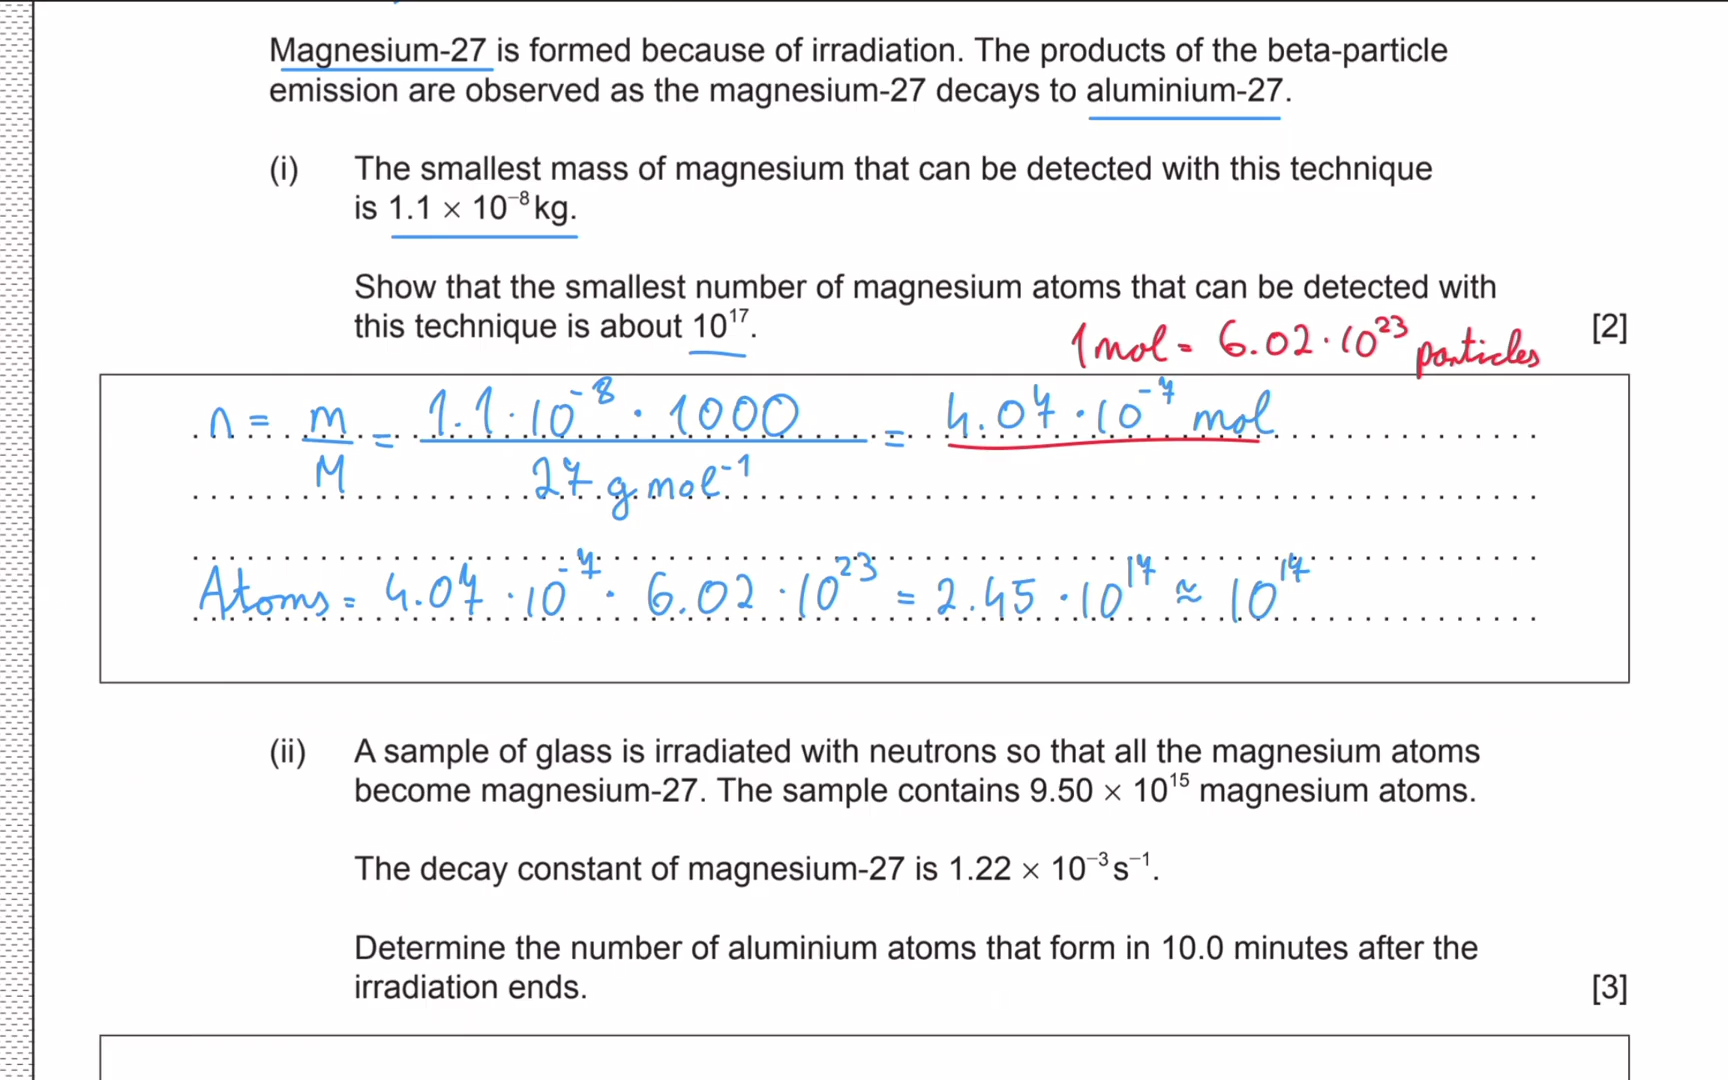 Magnesium-27 is formed because of irradiation. The products of the beta-particle
emission are observed as the magnesium-27 decays to aluminium-27.
(i) The smallest mass of magnesium that can be detected with this technique
is 1.1 × 10⁻⁸ kg.
Show that the smallest number of magnesium atoms that can be detected with
this technique is about 10¹⁷. [2]
1 mol = 6.02 · 10²³ particles
n = m/M = 1.1 · 10⁻⁸ · 1000 / 27 g mol⁻¹ = 4.07 · 10⁻⁷ mol
Atoms = 4.07 · 10⁻⁷ · 6.02 · 10²³ = 2.45 · 10¹⁷ ≈ 10¹⁷
(ii) A sample of glass is irradiated with neutrons so that all the magnesium atoms
become magnesium-27. The sample contains 9.50 × 10¹⁵ magnesium atoms.
The decay constant of magnesium-27 is 1.22 × 10⁻³ s⁻¹.
Determine the number of aluminium atoms that form in 10.0 minutes after the
irradiation ends. [3]